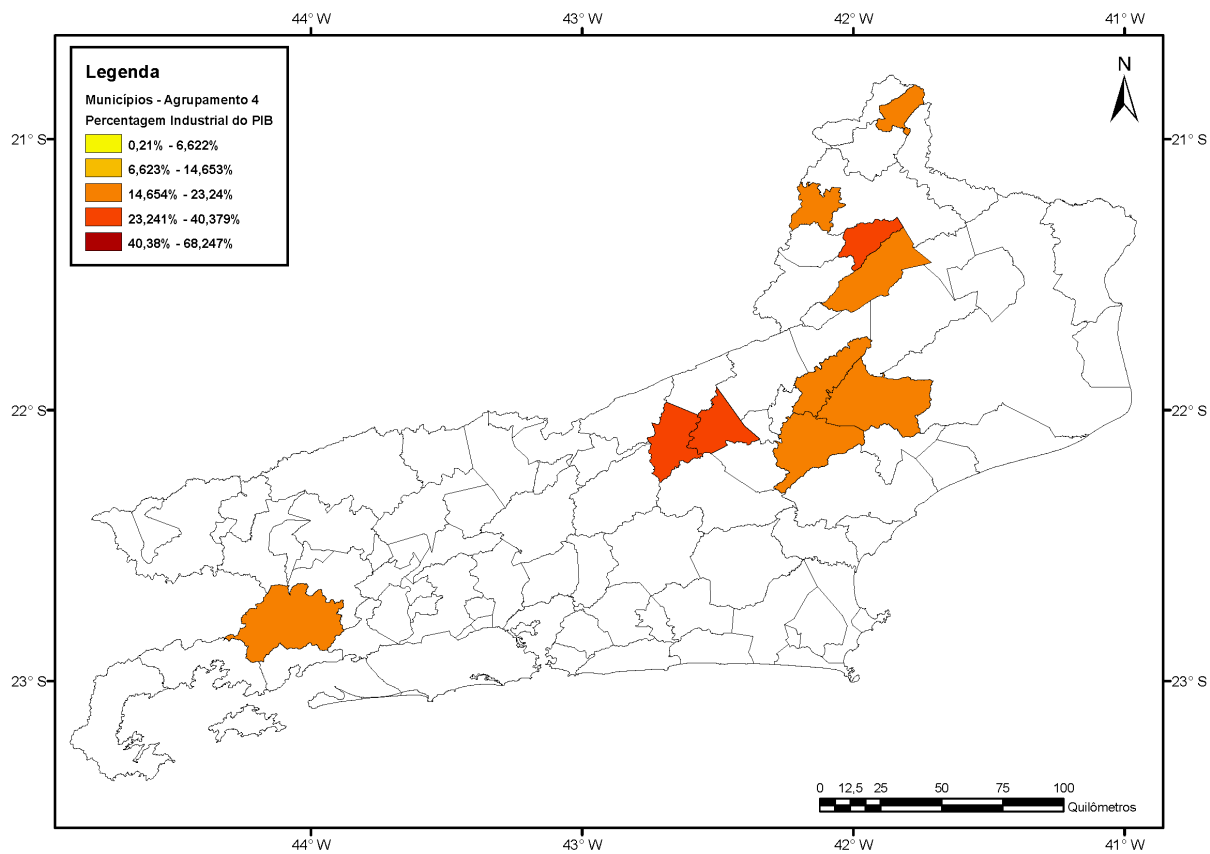 44° W 43° W 42° W 41° W
N
Legenda
Municípios - Agrupamento 4
Percentagem Industrial do PIB
0,21% - 6,622%
6,623% - 14,653%
14,654% - 23,24%
23,241% - 40,379%
40,38% - 68,247%
21° S 21° S
22° S 22° S
23° S 23° S
0 12,5 25 50 75 100
Quilômetros
44° W 43° W 42° W 41° W